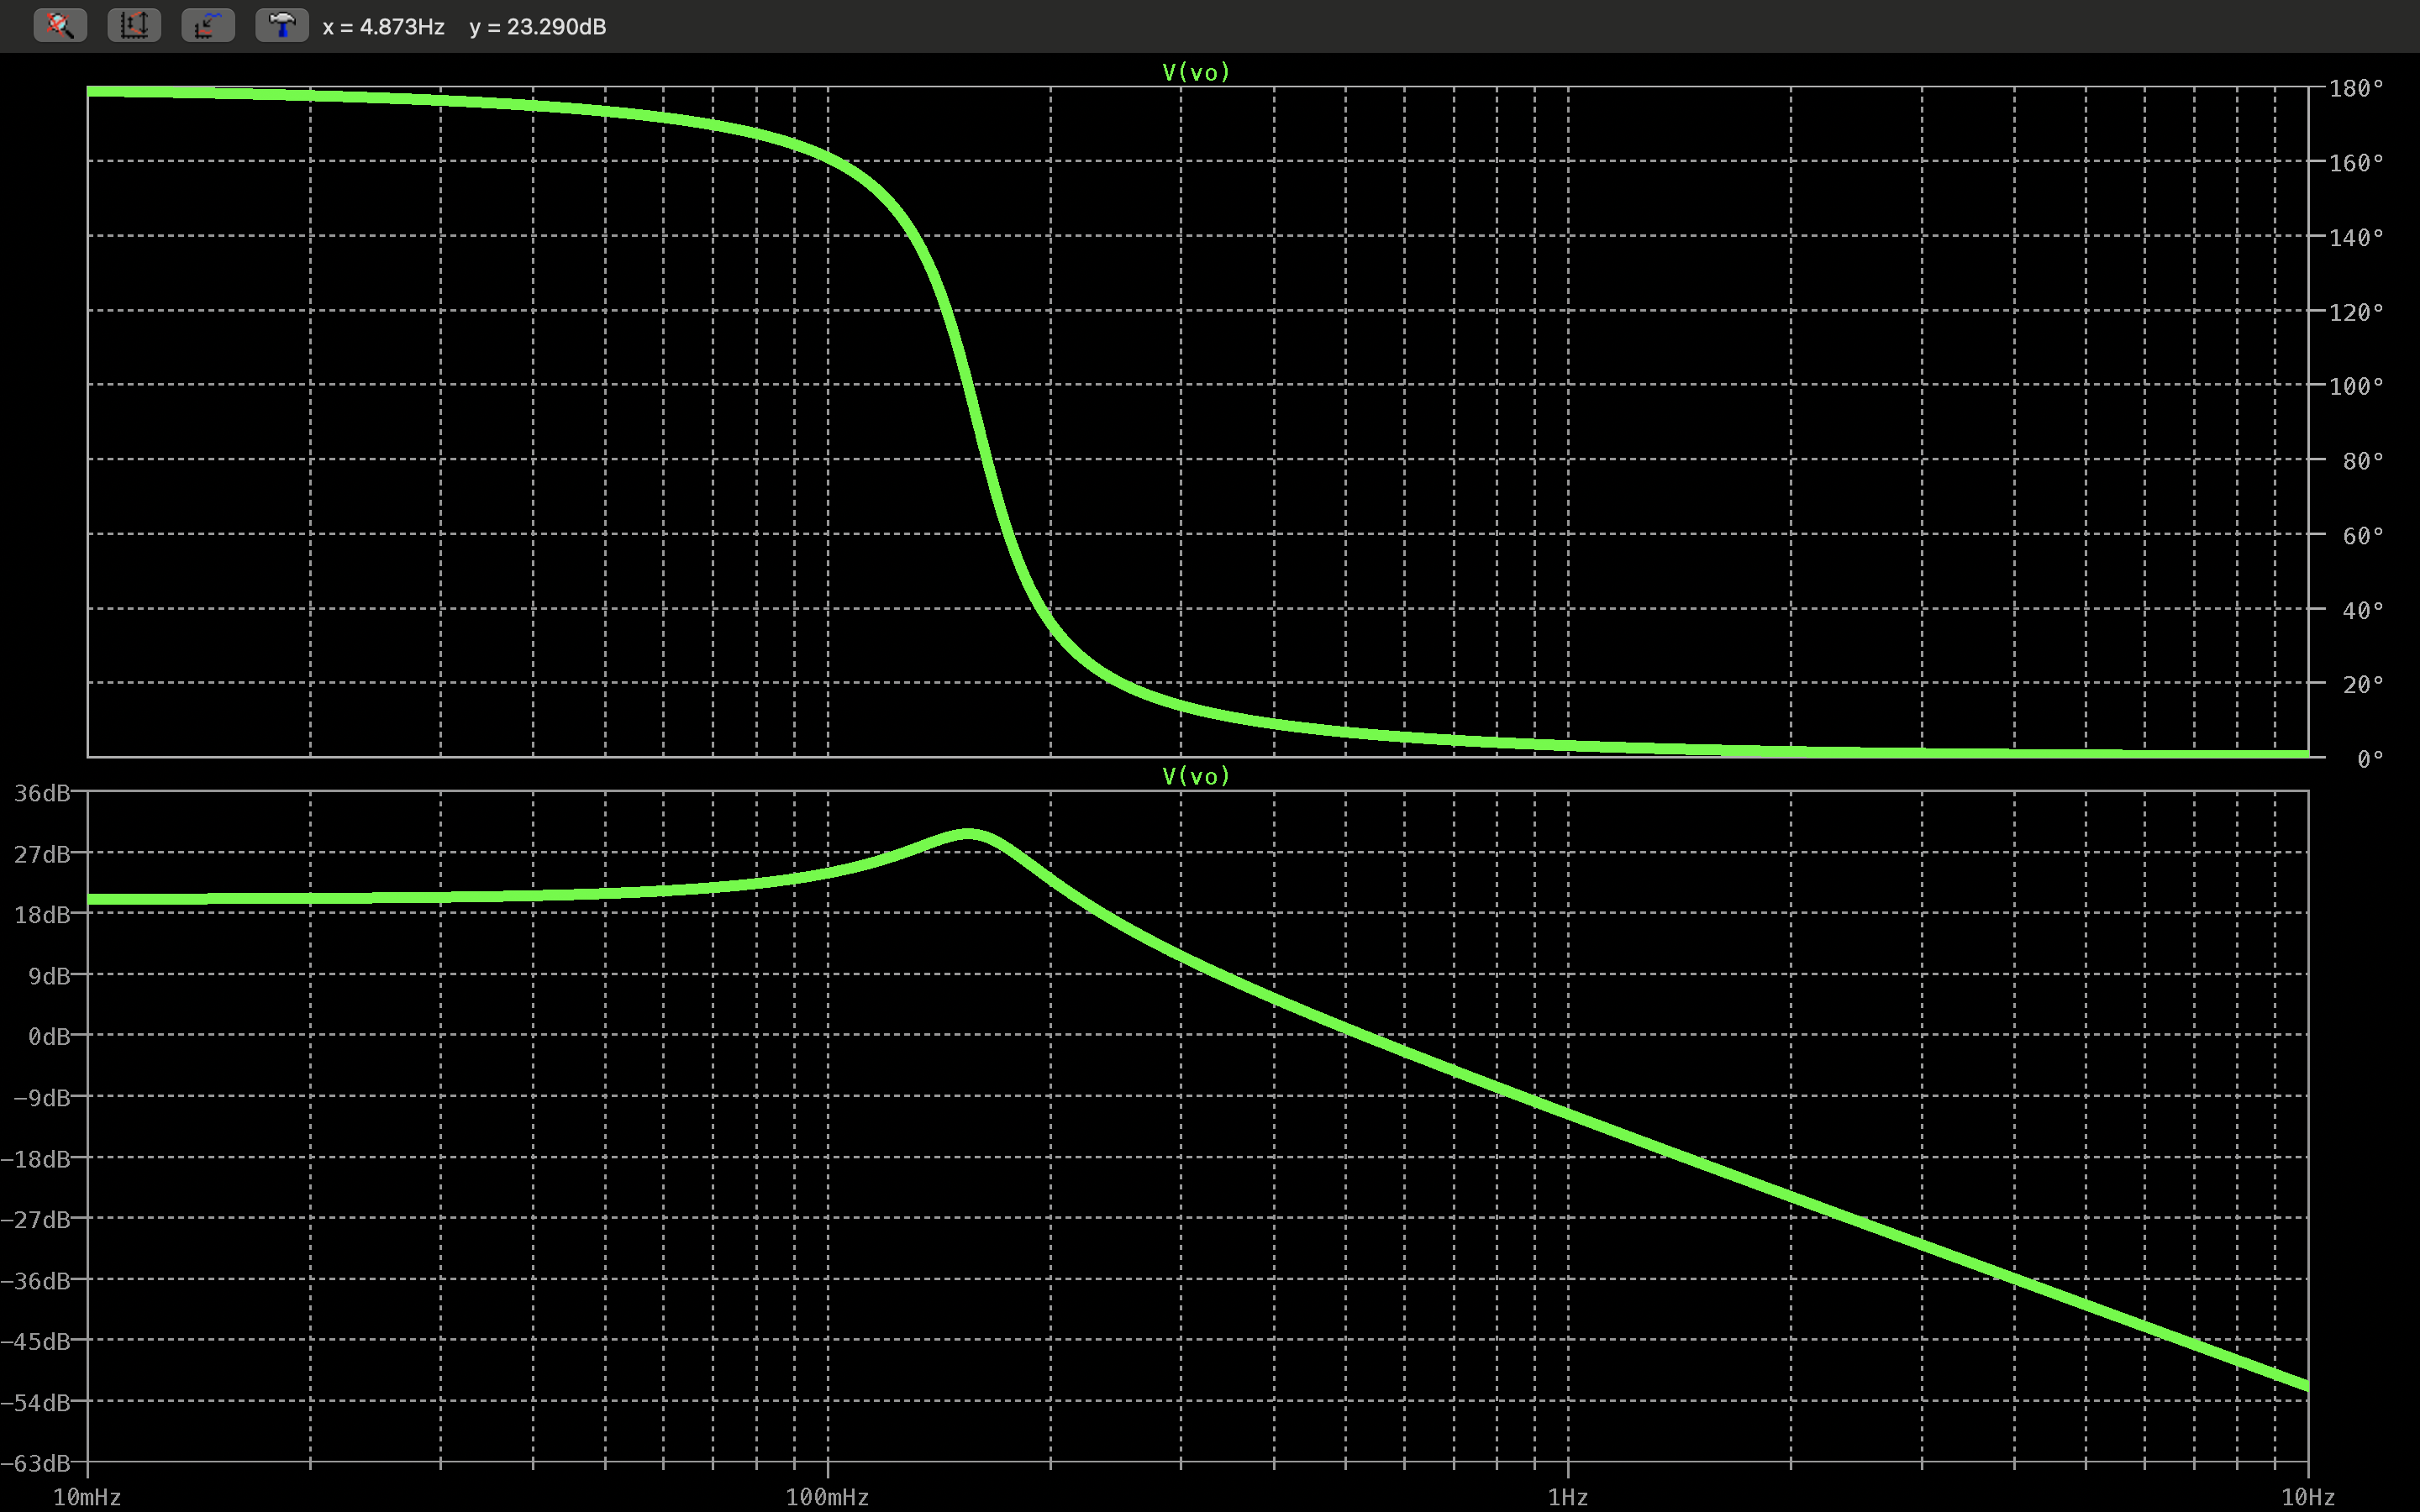 x = 4.873Hz y = 23.290dB
V(vo)
180°
160°
140°
120°
100°
80°
60°
40°
20°
0°
V(vo)
36dB
27dB
18dB
9dB
0dB
−9dB
−18dB
−27dB
−36dB
−45dB
−54dB
−63dB
10mHz 100mHz 1Hz 10Hz